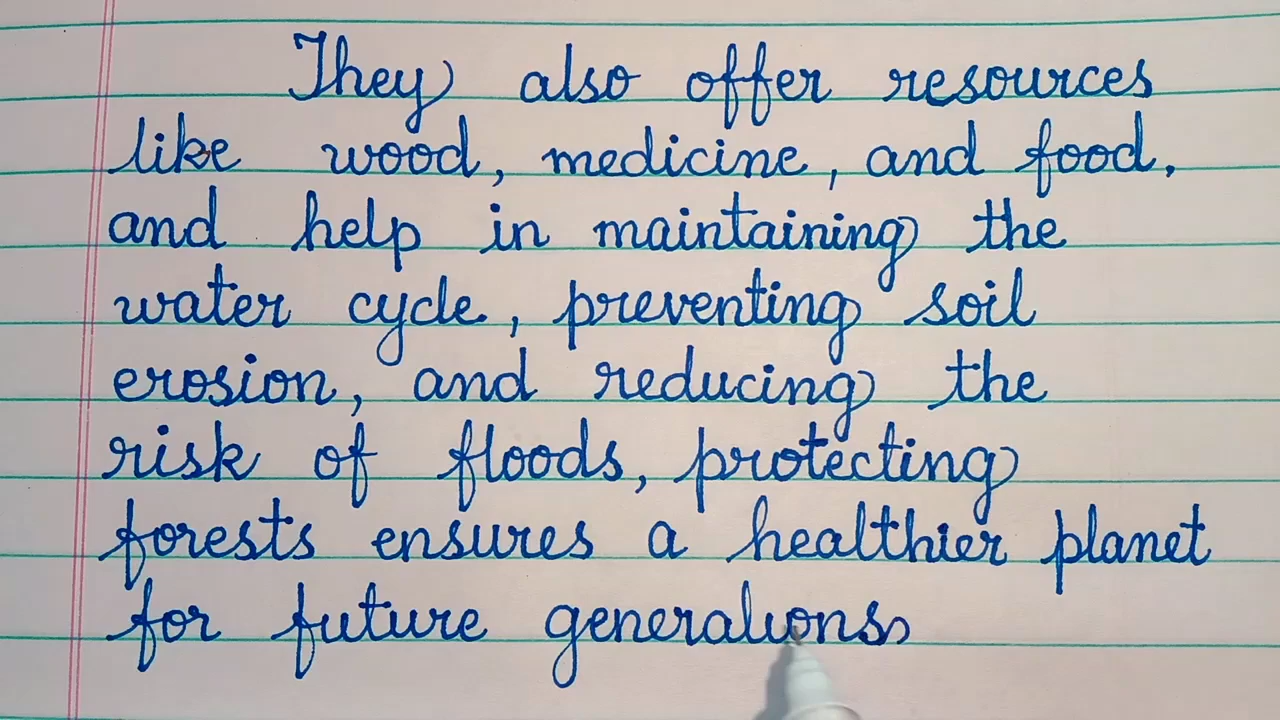 They also offer resources
like wood, medicine, and food,
and help in maintaining the
water cycle, preventing soil
erosion, and reducing the
risk of floods, protecting
forests ensures a healthier planet
for future generations